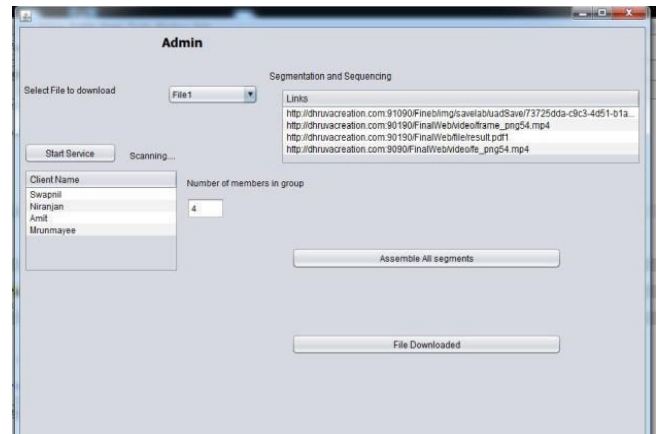 Admin
Segmentation and Sequencing
Select File to download
File1
Links
http://dhruvacreation.com:91090/Fineb/img/savelab/uadSave/73725dda-c9c3-4d51-b1a...
http://dhruvacreation.com:90190/FinalWeb/video/frame_png54.mp4
http://dhruvacreation.com:90190/FinalWeb/file/result.pdf1
http://dhruvacreation.com:9090/FinalWeb/video/fe_png54.mp4
Start Service
Scanning...
Client Name
Swapnil
Niranjan
Amit
Mrunmayee
Number of members in group
4
Assemble All segments
File Downloaded